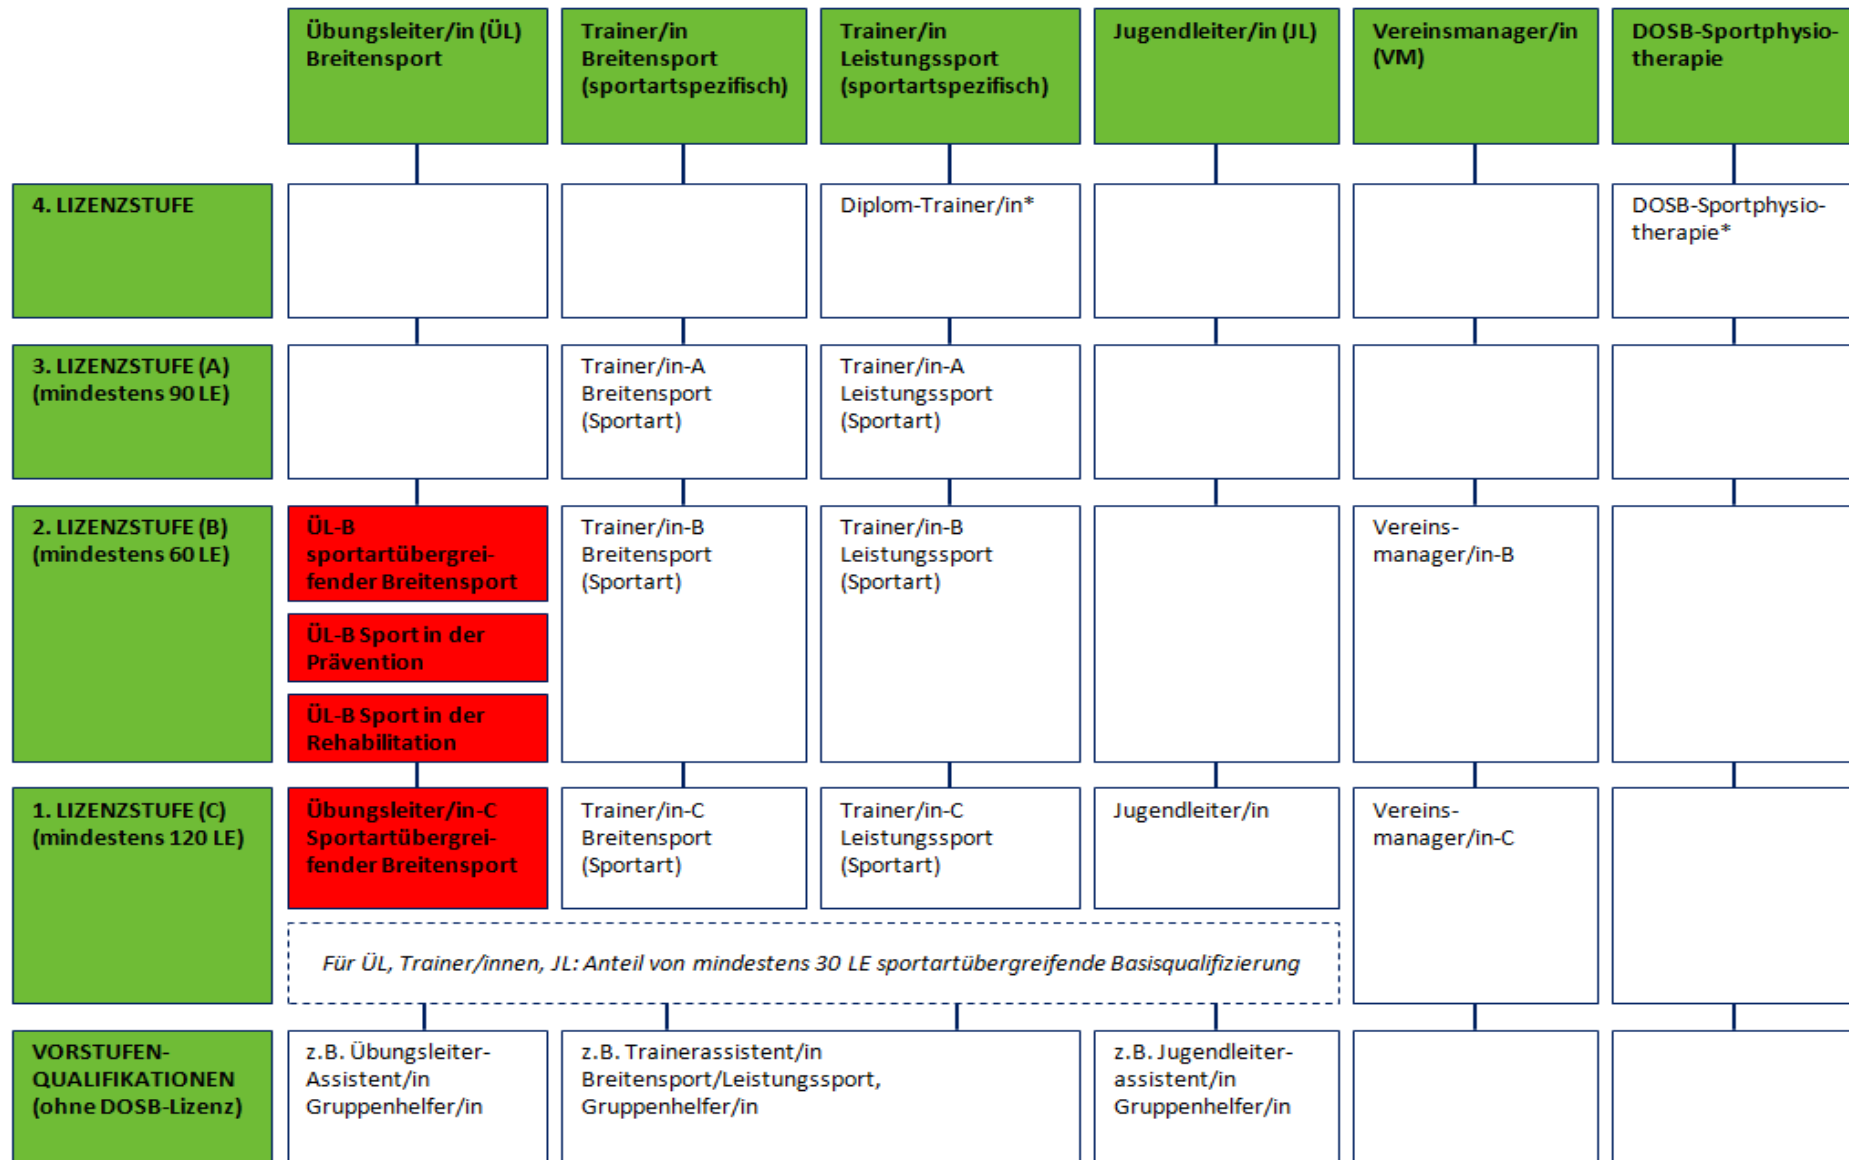 Übungsleiter/in (ÜL)
Breitensport
Trainer/in
Breitensport
(sportartspezifisch)
Trainer/in
Leistungssport
(sportartspezifisch)
Jugendleiter/in (JL)
Vereinsmanager/in
(VM)
DOSB-Sportphysio-
therapie
4. LIZENZSTUFE
Diplom-Trainer/in*
DOSB-Sportphysio-
therapie*
3. LIZENZSTUFE (A)
(mindestens 90 LE)
Trainer/in-A
Breitensport
(Sportart)
Trainer/in-A
Leistungssport
(Sportart)
2. LIZENZSTUFE (B)
(mindestens 60 LE)
ÜL-B
sportartübergrei-
fender Breitensport
ÜL-B Sport in der
Prävention
ÜL-B Sport in der
Rehabilitation
Trainer/in-B
Breitensport
(Sportart)
Trainer/in-B
Leistungssport
(Sportart)
Vereins-
manager/in-B
1. LIZENZSTUFE (C)
(mindestens 120 LE)
Übungsleiter/in-C
Sportartübergrei-
fender Breitensport
Trainer/in-C
Breitensport
(Sportart)
Trainer/in-C
Leistungssport
(Sportart)
Jugendleiter/in
Vereins-
manager/in-C
Für ÜL, Trainer/innen, JL: Anteil von mindestens 30 LE sportartübergreifende Basisqualifizierung
VORSTUFEN-
QUALIFIKATIONEN
(ohne DOSB-Lizenz)
z.B. Übungsleiter-
Assistent/in
Gruppenhelfer/in
z.B. Trainerassistent/in
Breitensport/Leistungssport,
Gruppenhelfer/in
z.B. Jugendleiter-
assistent/in
Gruppenhelfer/in